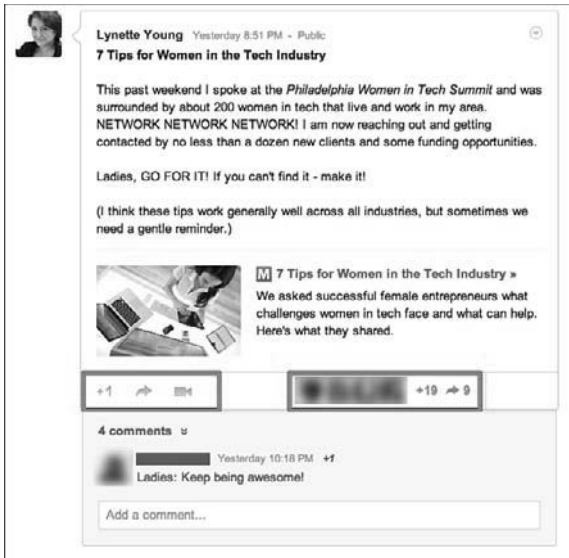 Lynette Young Yesterday 8:51 PM - Public
7 Tips for Women in the Tech Industry
This past weekend I spoke at the Philadelphia Women in Tech Summit and was
surrounded by about 200 women in tech that live and work in my area.
NETWORK NETWORK NETWORK! I am now reaching out and getting
contacted by no less than a dozen new clients and some funding opportunities.
Ladies, GO FOR IT! If you can't find it - make it!
(I think these tips work generally well across all industries, but sometimes we
need a gentle reminder.)
M 7 Tips for Women in the Tech Industry »
We asked successful female entrepreneurs what
challenges women in tech face and what can help.
Here's what they shared.
+1 +19 9
4 comments
Yesterday 10:18 PM +1
Ladies: Keep being awesome!
Add a comment...